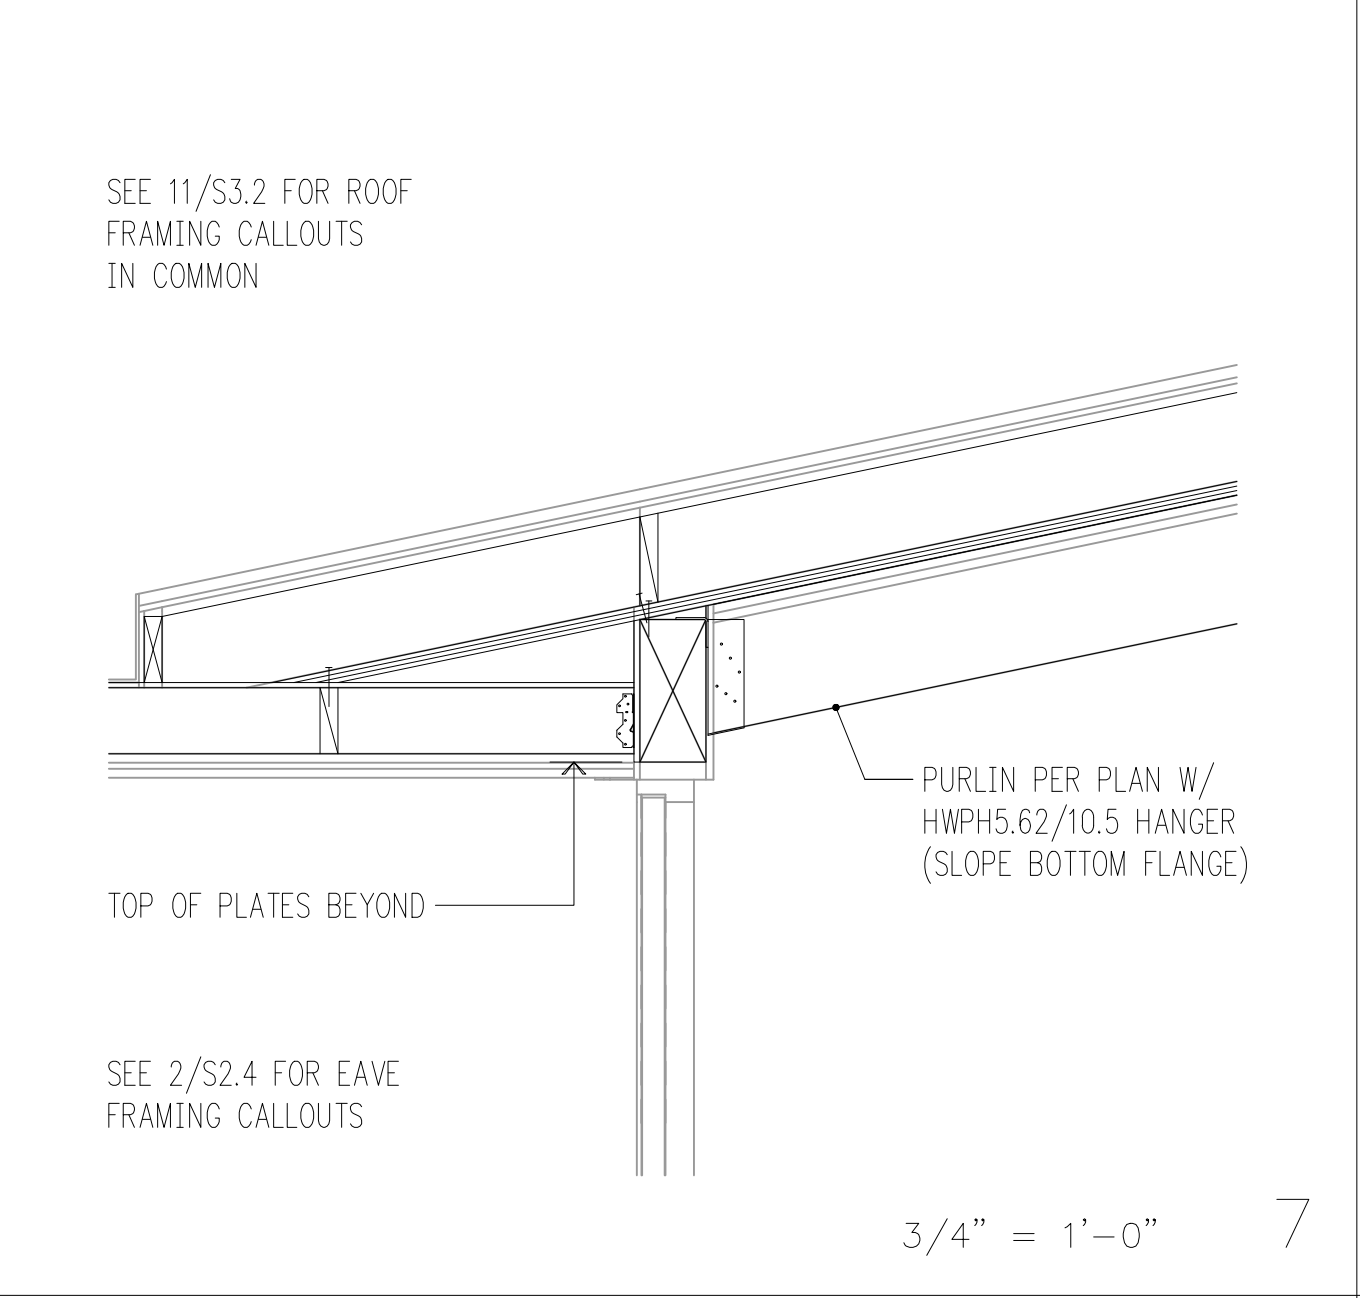 SEE 11/S3.2 FOR ROOF
FRAMING CALLOUTS
IN COMMON
PURLIN PER PLAN W/
HWPH5.62/10.5 HANGER
(SLOPE BOTTOM FLANGE)
TOP OF PLATES BEYOND
SEE 2/S2.4 FOR EAVE
FRAMING CALLOUTS
3/4” = 1’-0”
7